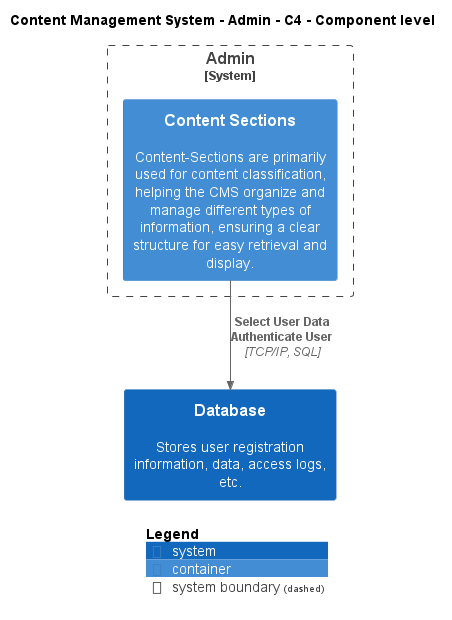 Content Management System - Admin - C4 - Component level
Admin
[System]
Content Sections
Content-Sections are primarily
used for content classification,
helping the CMS organize and
manage different types of
information, ensuring a clear
structure for easy retrieval and
display.
Select User Data
Authenticate User
[TCP/IP, SQL]
Database
Stores user registration
information, data, access logs,
etc.
Legend
system
container
system boundary (dashed)